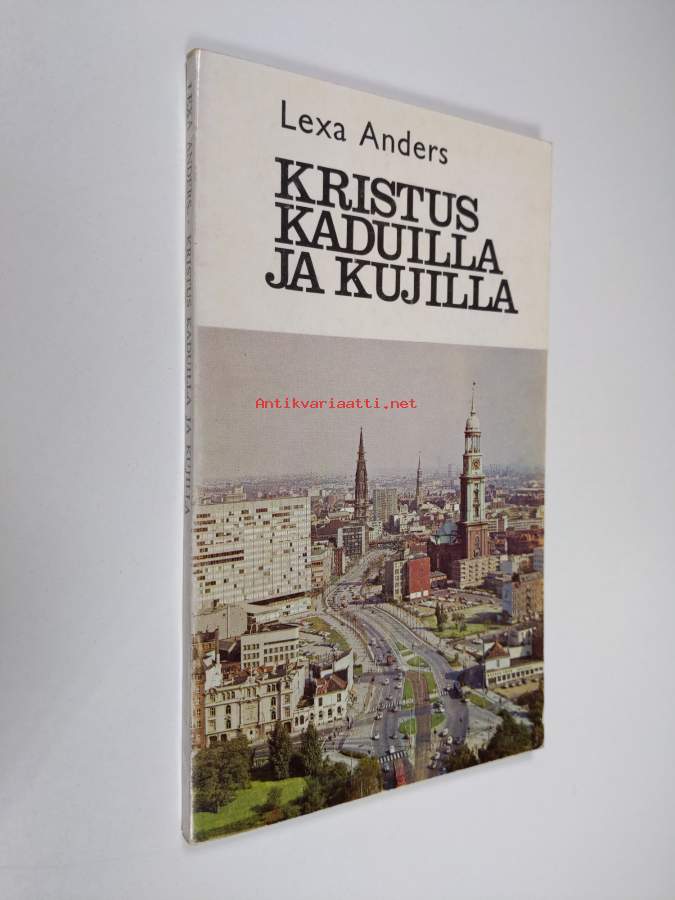 Lexa Anders
KRISTUS
KADUILLA
JA KUJILLA
Antikvariaatti.net
LEXA ANDERS - KRISTUS KADUILLA JA KUJILLA